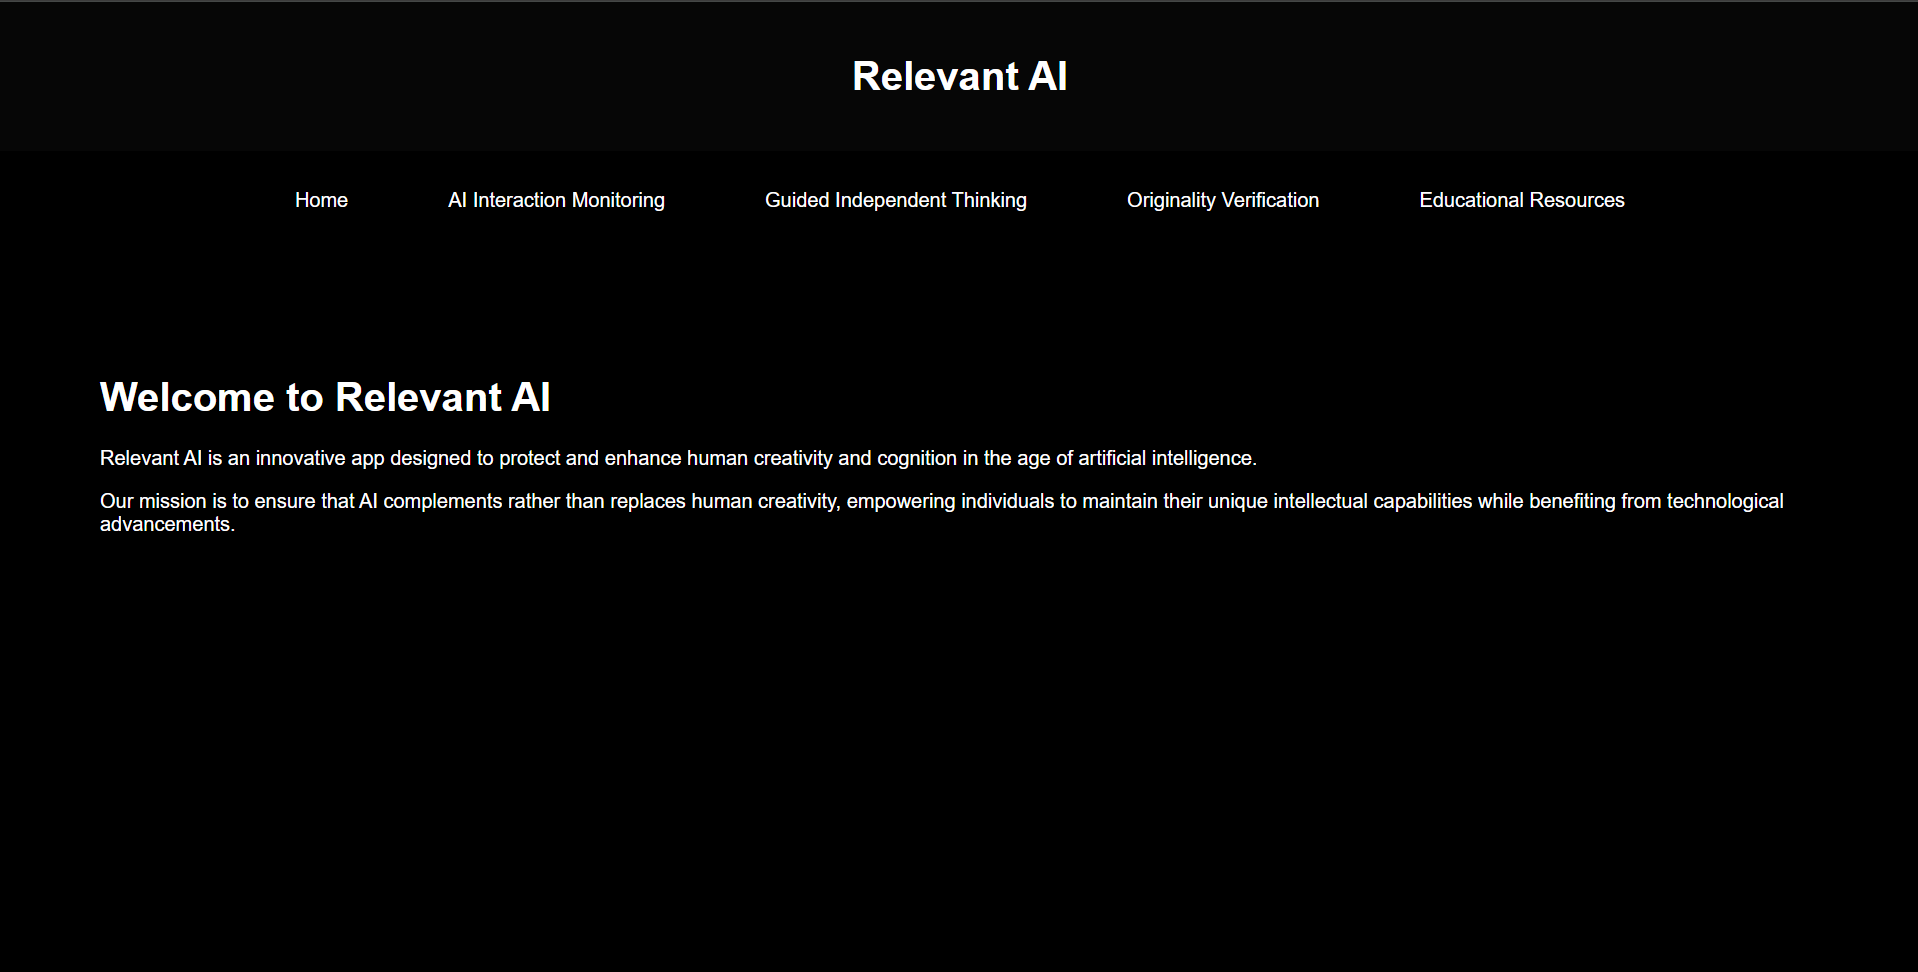 Relevant AI
Home AI Interaction Monitoring Guided Independent Thinking Originality Verification Educational Resources
Welcome to Relevant AI
Relevant AI is an innovative app designed to protect and enhance human creativity and cognition in the age of artificial intelligence.
Our mission is to ensure that AI complements rather than replaces human creativity, empowering individuals to maintain their unique intellectual capabilities while benefiting from technological
advancements.